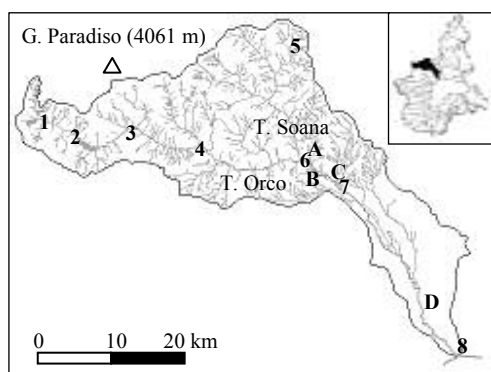 G. Paradiso (4061 m)
5
1
2
3
4
T. Soana
A
6
T. Orco
B
C
7
D
8
0 10 20 km